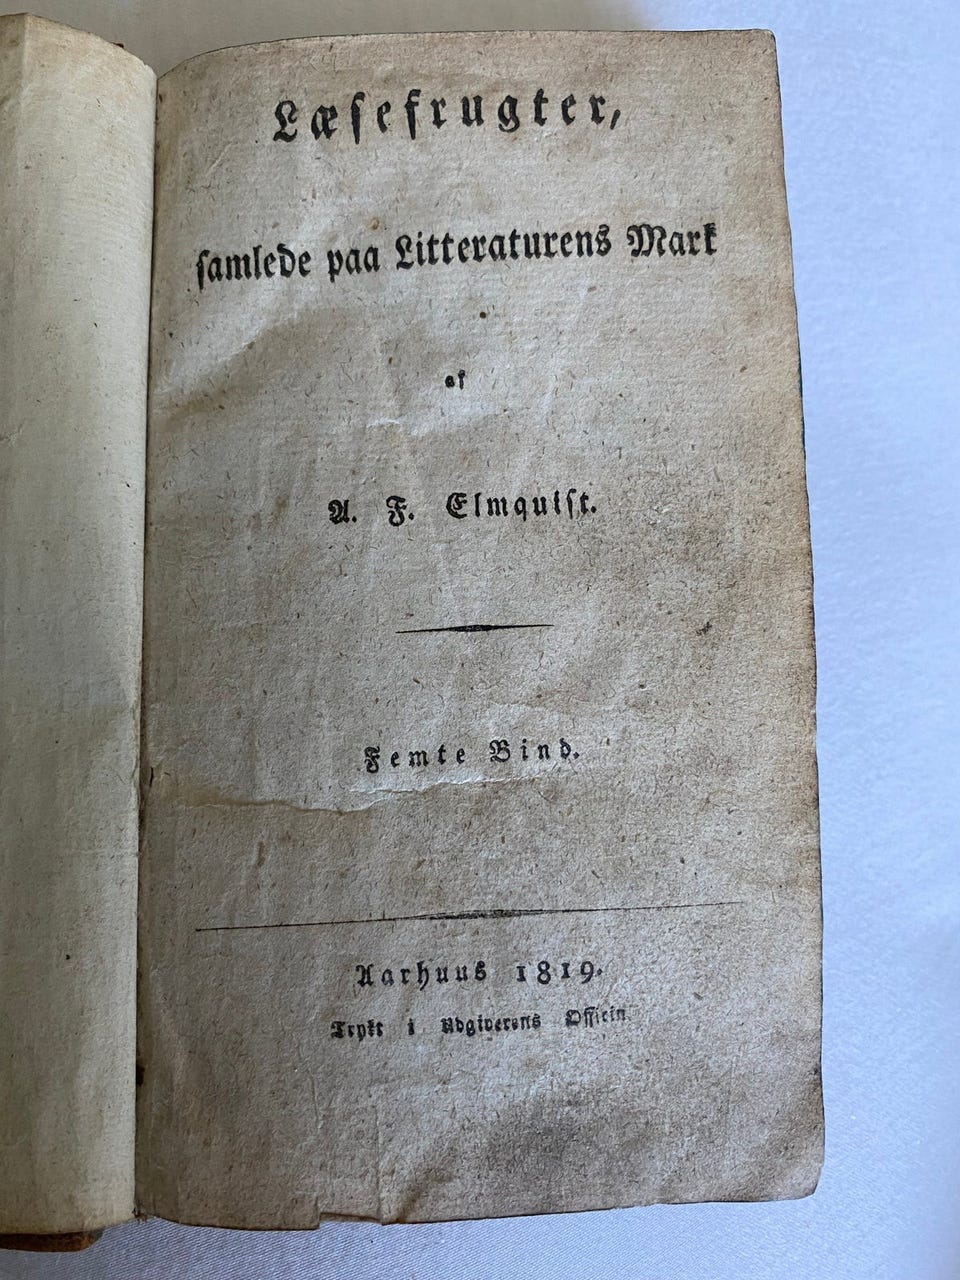 Læsefrugter,
samlede paa Litteraturens Mark
af
A. F. Elmquist.
Femte Bind.
Aarhuus 1819.
Trykt i Udgiverens Officin.